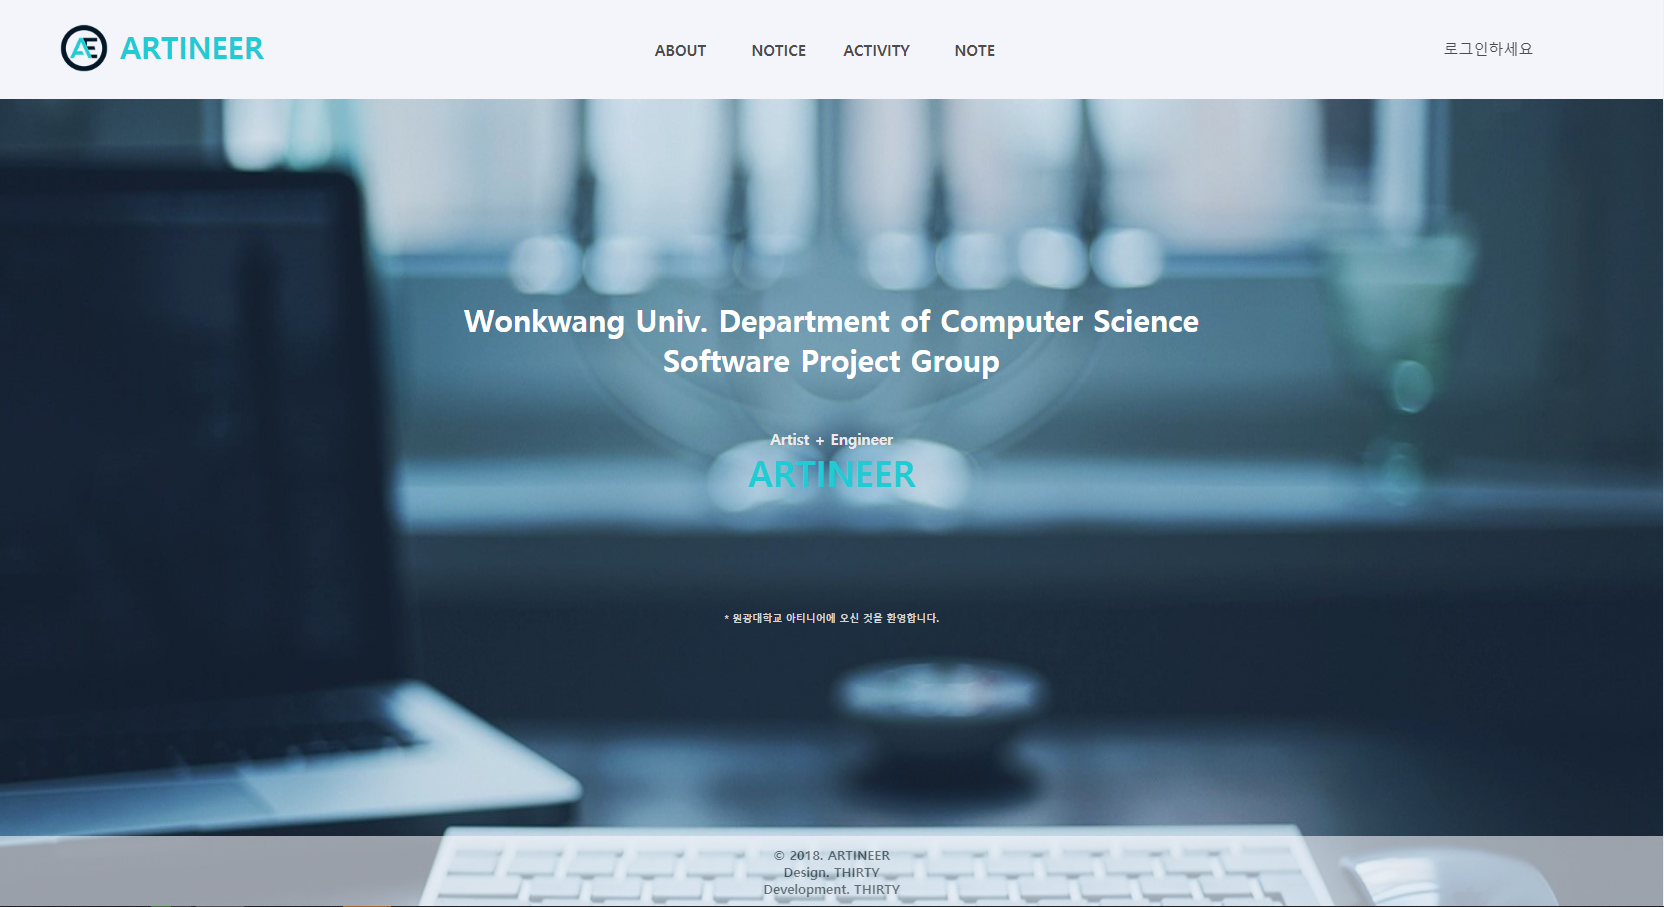 AE ARTINEER
ABOUT NOTICE ACTIVITY NOTE
로그인하세요
Wonkwang Univ. Department of Computer Science
Software Project Group
Artist + Engineer
ARTINEER
* 원광대학교 아티니어에 오신 것을 환영합니다.
© 2018. ARTINEER
Design. THIRTY
Development. THIRTY